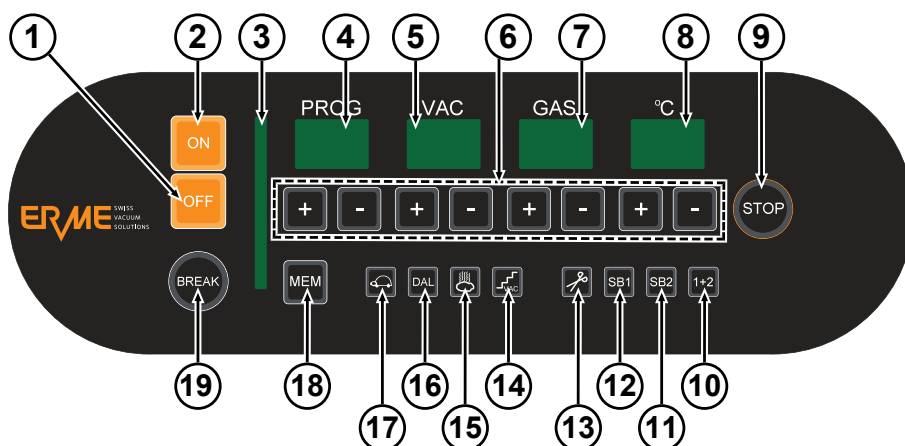 1 2 3 4 5 6 7 8 9
PROG VAC GAS °C
ON
OFF
+ - + - + - + - STOP
ERME SWISS
VACUUM
SOLUTIONS
BREAK MEM DAL VAC SB1 SB2 1+2
19 18 16 14 12 10
17 15 13 11